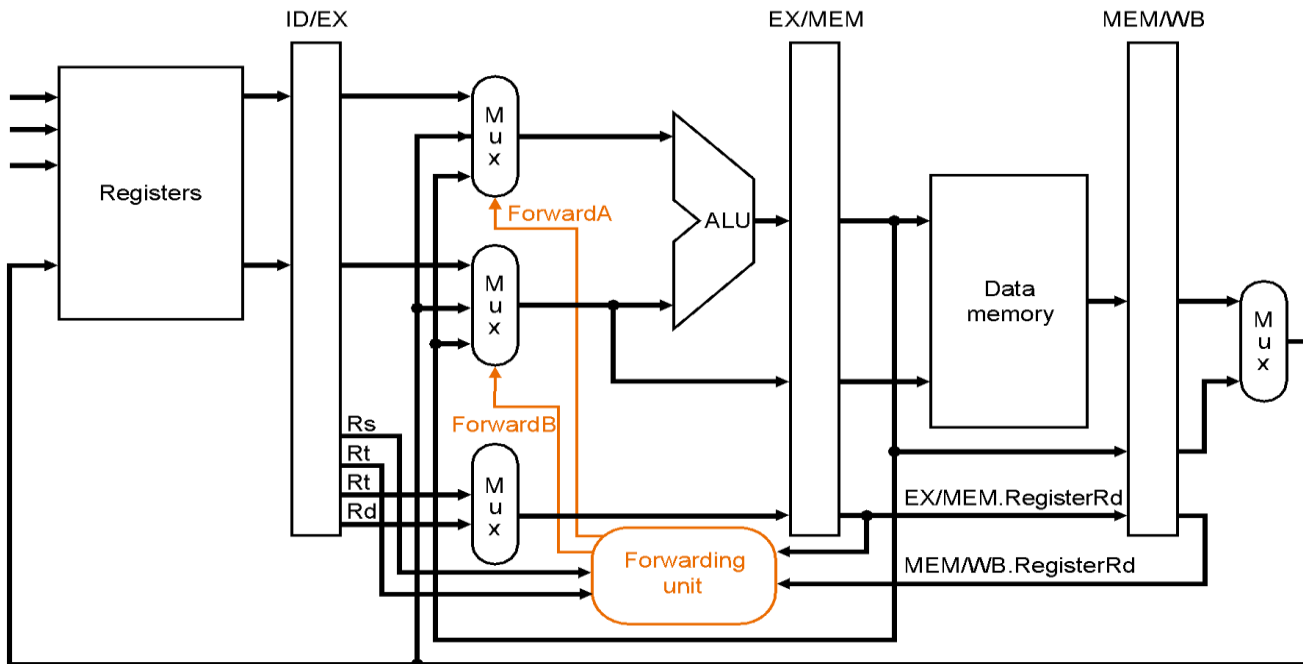 ID/EX
EX/MEM
MEM/WB
Registers
M
u
x
ForwardA
ALU
M
u
x
Data
memory
M
u
x
ForwardB
Rs
Rt
Rt
Rd
M
u
x
EX/MEM.RegisterRd
Forwarding
unit
MEM/WB.RegisterRd